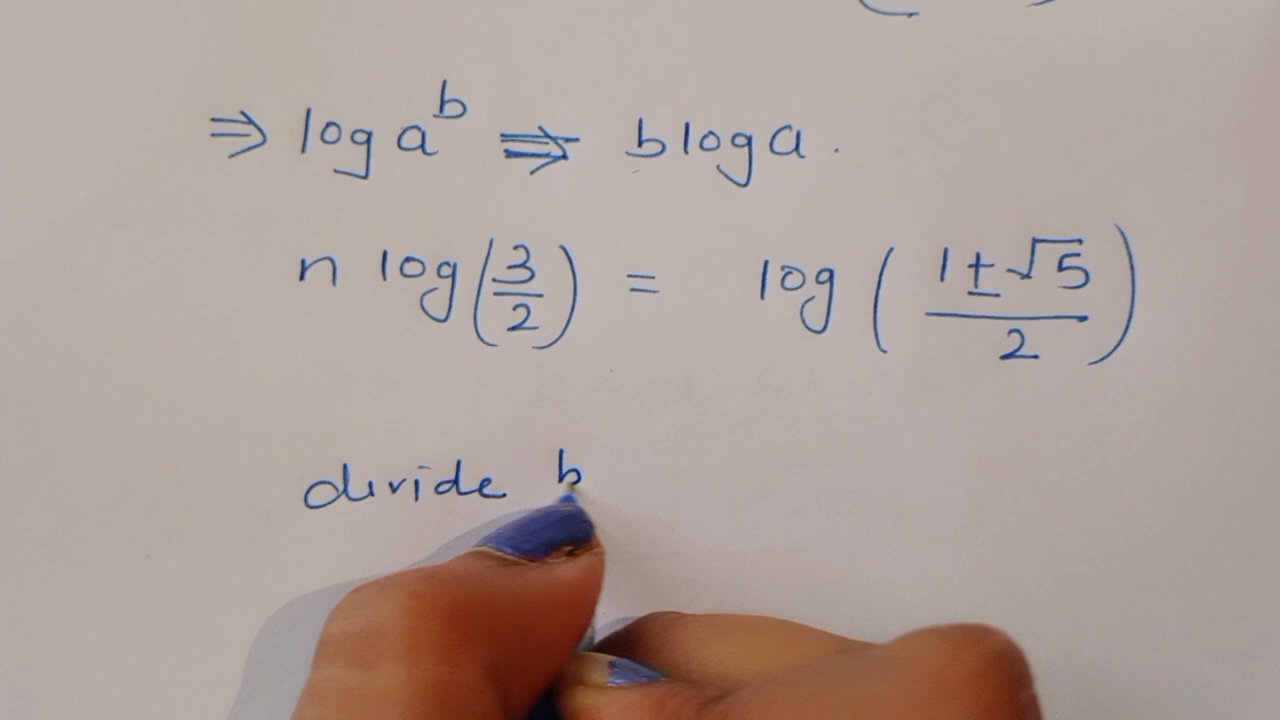 ⇒ log a^b ⇒ b log a.
n log(3/2) = log((1±√5)/2)
divide b